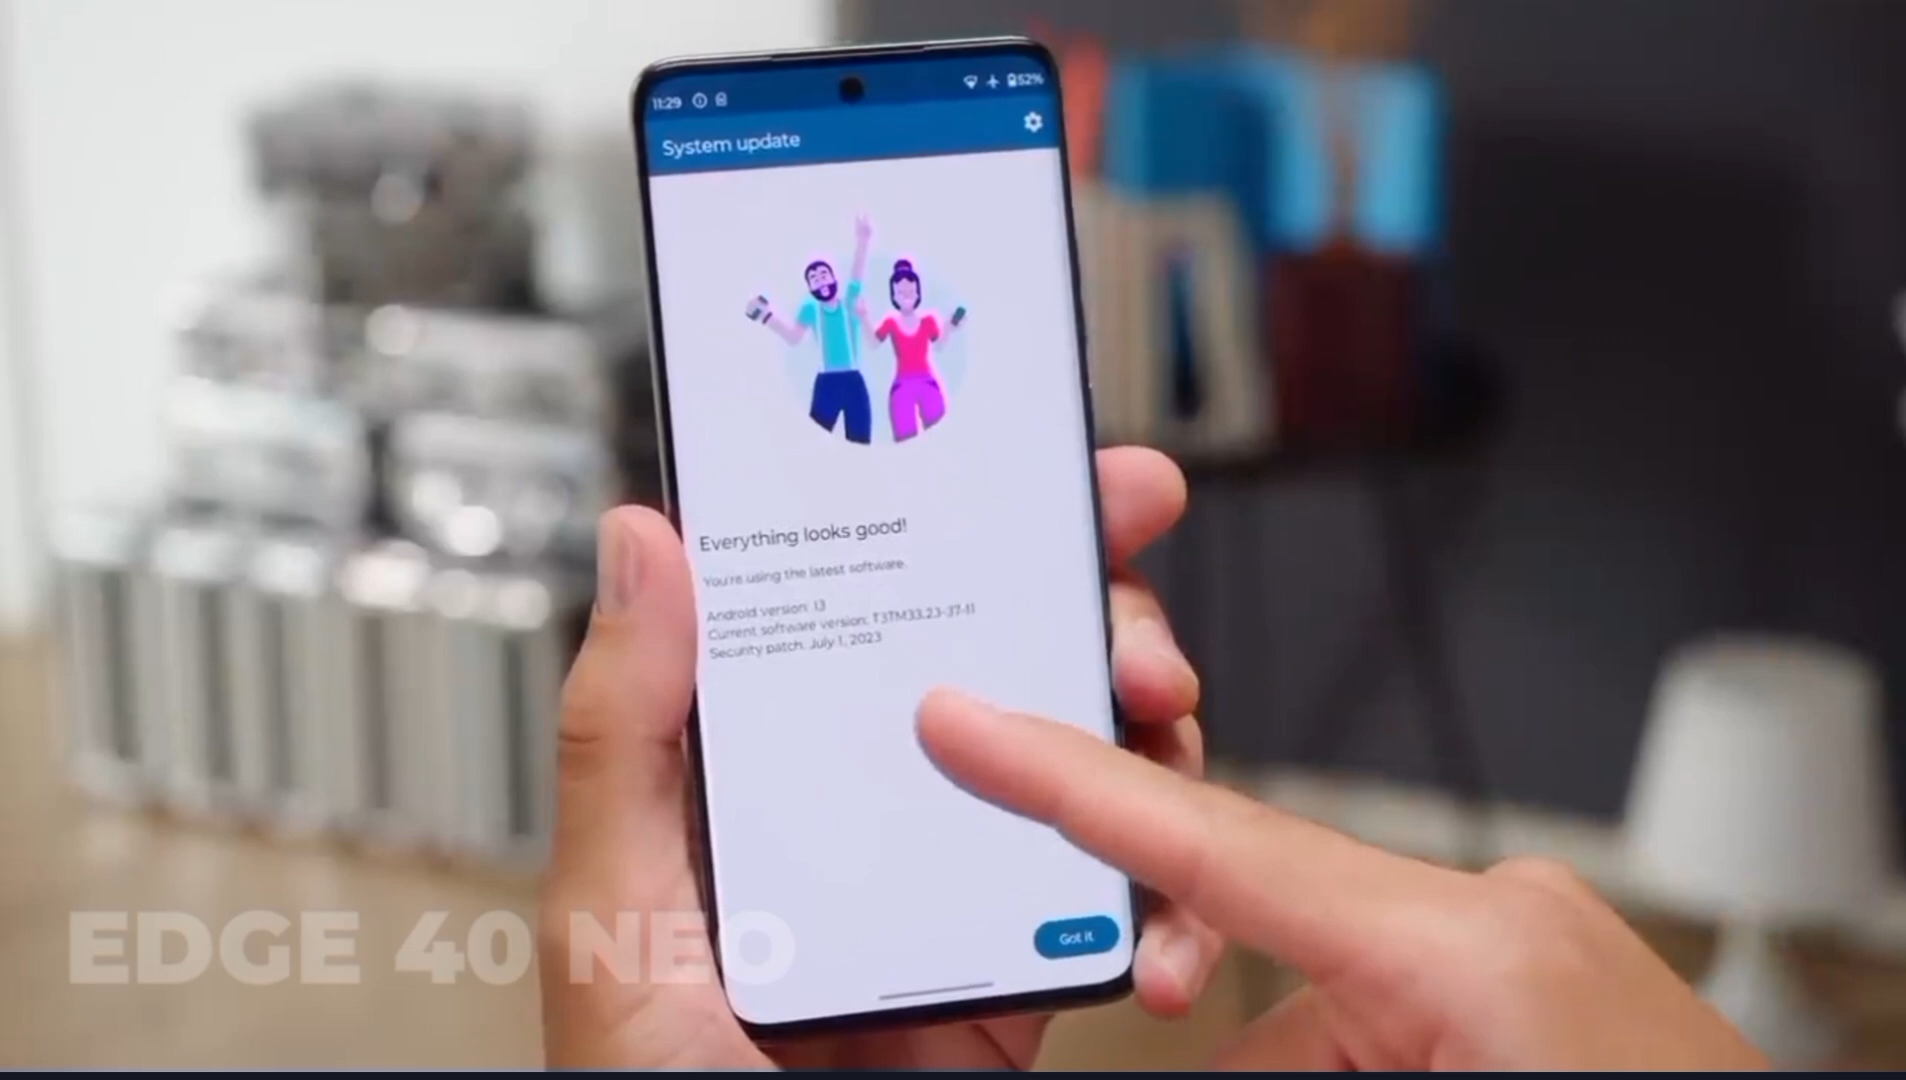 11:29
52%
System update
Everything looks good!
You're using the latest software.
Android version: 13
Current software version: T3TM33.23-37-11
Security patch: July 1, 2023
Got it
EDGE 40 NEO